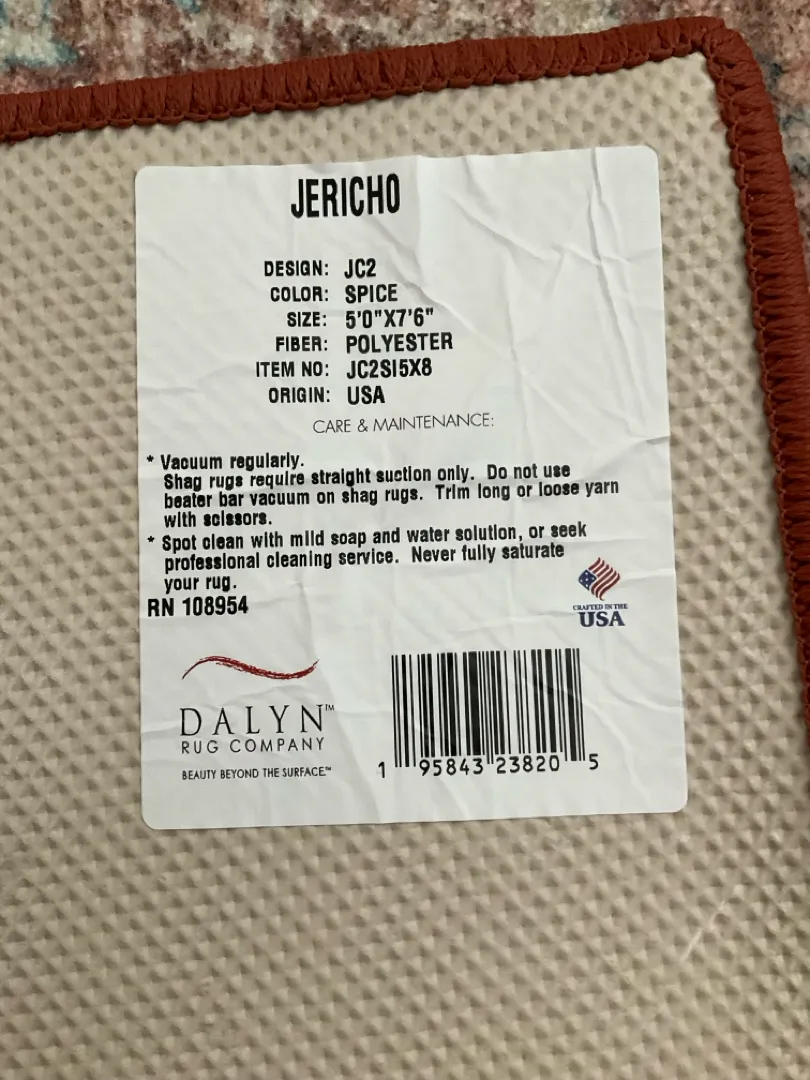 JERICHO
DESIGN: JC2
COLOR: SPICE
SIZE: 5'0"X7'6"
FIBER: POLYESTER
ITEM NO: JC2SI5X8
ORIGIN: USA
CARE & MAINTENANCE:
* Vacuum regularly.
Shag rugs require straight suction only. Do not use
beater bar vacuum on shag rugs. Trim long or loose yarn
with scissors.
* Spot clean with mild soap and water solution, or seek
professional cleaning service. Never fully saturate
your rug.
RN 108954
CRAFTED IN THE
USA
DALYN™
RUG COMPANY
BEAUTY BEYOND THE SURFACE™
1 95843 23820 5